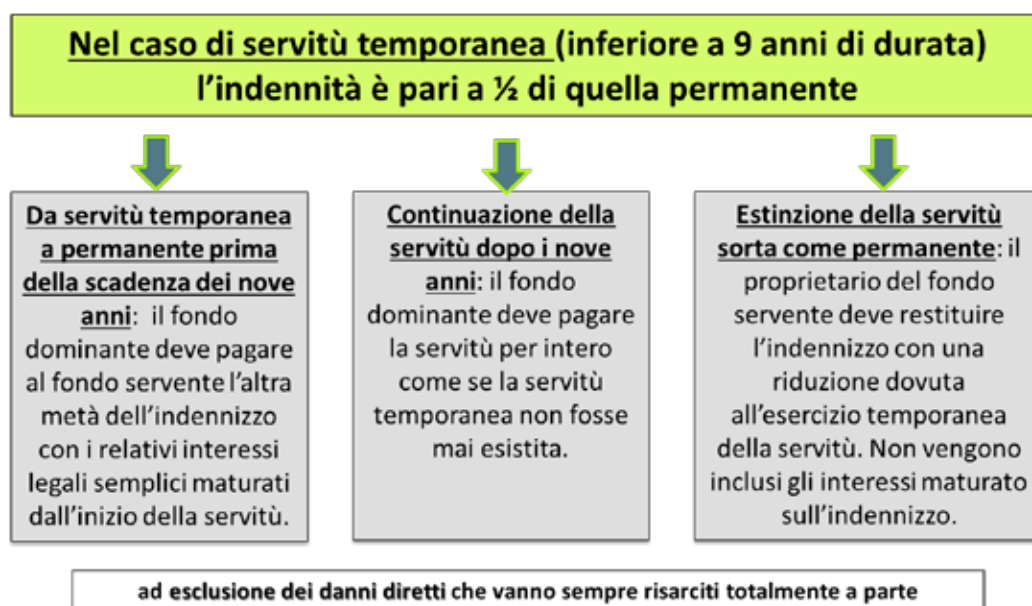 Nel caso di servitù temporanea (inferiore a 9 anni di durata)
l'indennità è pari a ½ di quella permanente
Da servitù temporanea
a permanente prima
della scadenza dei nove
anni: il fondo
dominante deve pagare
al fondo servente l'altra
metà dell'indennizzo
con i relativi interessi
legali semplici maturati
dall'inizio della servitù.
Continuazione della
servitù dopo i nove
anni: il fondo
dominante deve pagare
la servitù per intero
come se la servitù
temporanea non fosse
mai esistita.
Estinzione della servitù
sorta come permanente: il
proprietario del fondo
servente deve restituire
l'indennizzo con una
riduzione dovuta
all'esercizio temporanea
della servitù. Non vengono
inclusi gli interessi maturato
sull'indennizzo.
ad esclusione dei danni diretti che vanno sempre risarciti totalmente a parte